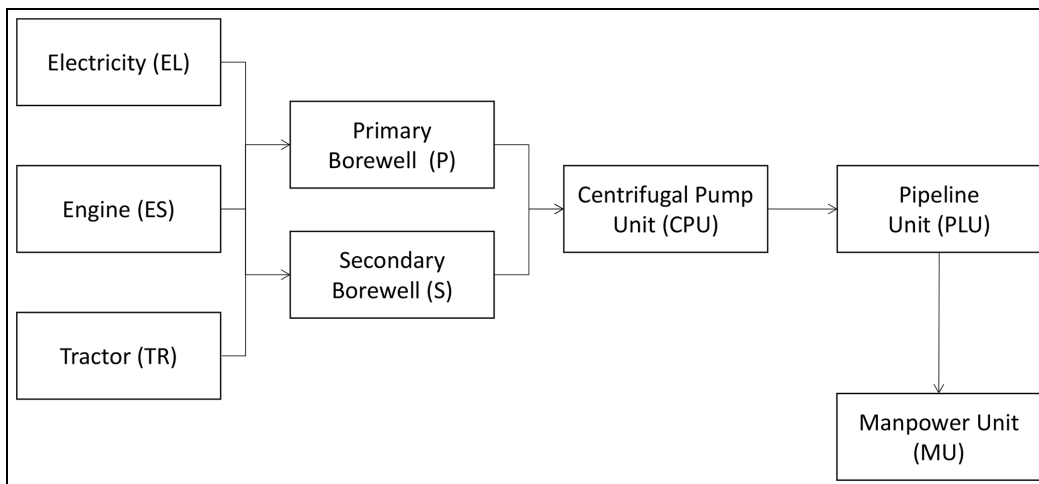 Electricity (EL)
Engine (ES)
Tractor (TR)
Primary
Borewell (P)
Secondary
Borewell (S)
Centrifugal Pump
Unit (CPU)
Pipeline
Unit (PLU)
Manpower Unit
(MU)